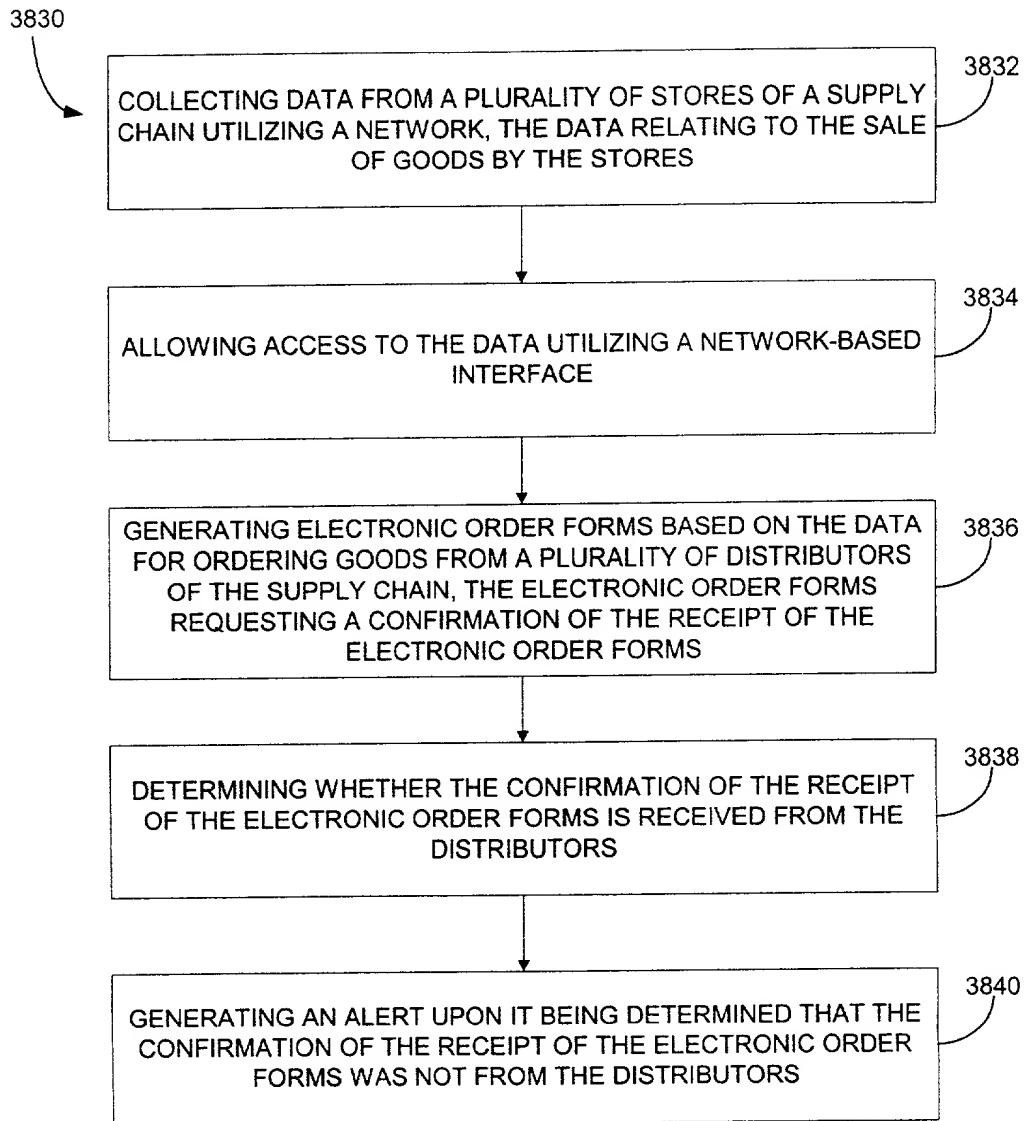 3830
3832
COLLECTING DATA FROM A PLURALITY OF STORES OF A SUPPLY
CHAIN UTILIZING A NETWORK, THE DATA RELATING TO THE SALE
OF GOODS BY THE STORES
3834
ALLOWING ACCESS TO THE DATA UTILIZING A NETWORK-BASED
INTERFACE
3836
GENERATING ELECTRONIC ORDER FORMS BASED ON THE DATA
FOR ORDERING GOODS FROM A PLURALITY OF DISTRIBUTORS
OF THE SUPPLY CHAIN, THE ELECTRONIC ORDER FORMS
REQUESTING A CONFIRMATION OF THE RECEIPT OF THE
ELECTRONIC ORDER FORMS
3838
DETERMINING WHETHER THE CONFIRMATION OF THE RECEIPT
OF THE ELECTRONIC ORDER FORMS IS RECEIVED FROM THE
DISTRIBUTORS
3840
GENERATING AN ALERT UPON IT BEING DETERMINED THAT THE
CONFIRMATION OF THE RECEIPT OF THE ELECTRONIC ORDER
FORMS WAS NOT FROM THE DISTRIBUTORS